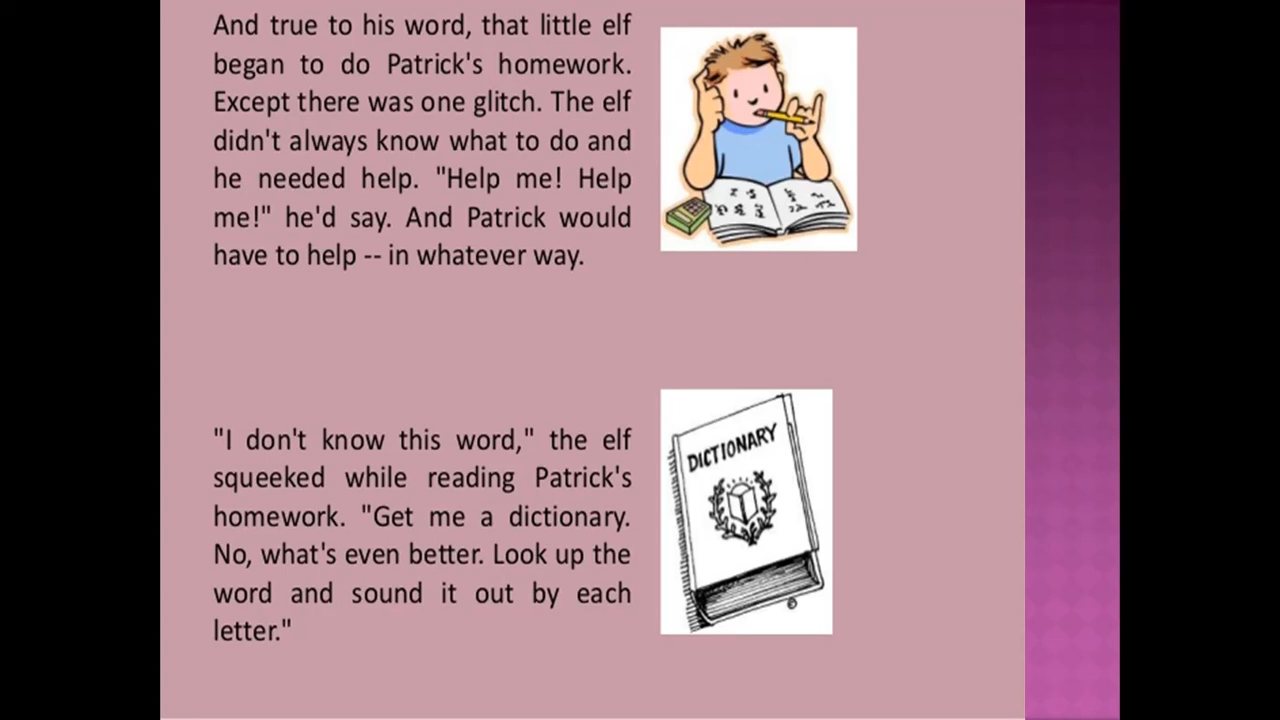 And true to his word, that little elf
began to do Patrick's homework.
Except there was one glitch. The elf
didn't always know what to do and
he needed help. "Help me! Help
me!" he'd say. And Patrick would
have to help -- in whatever way.
"I don't know this word," the elf
squeeked while reading Patrick's
homework. "Get me a dictionary.
No, what's even better. Look up the
word and sound it out by each
letter."
DICTIONARY